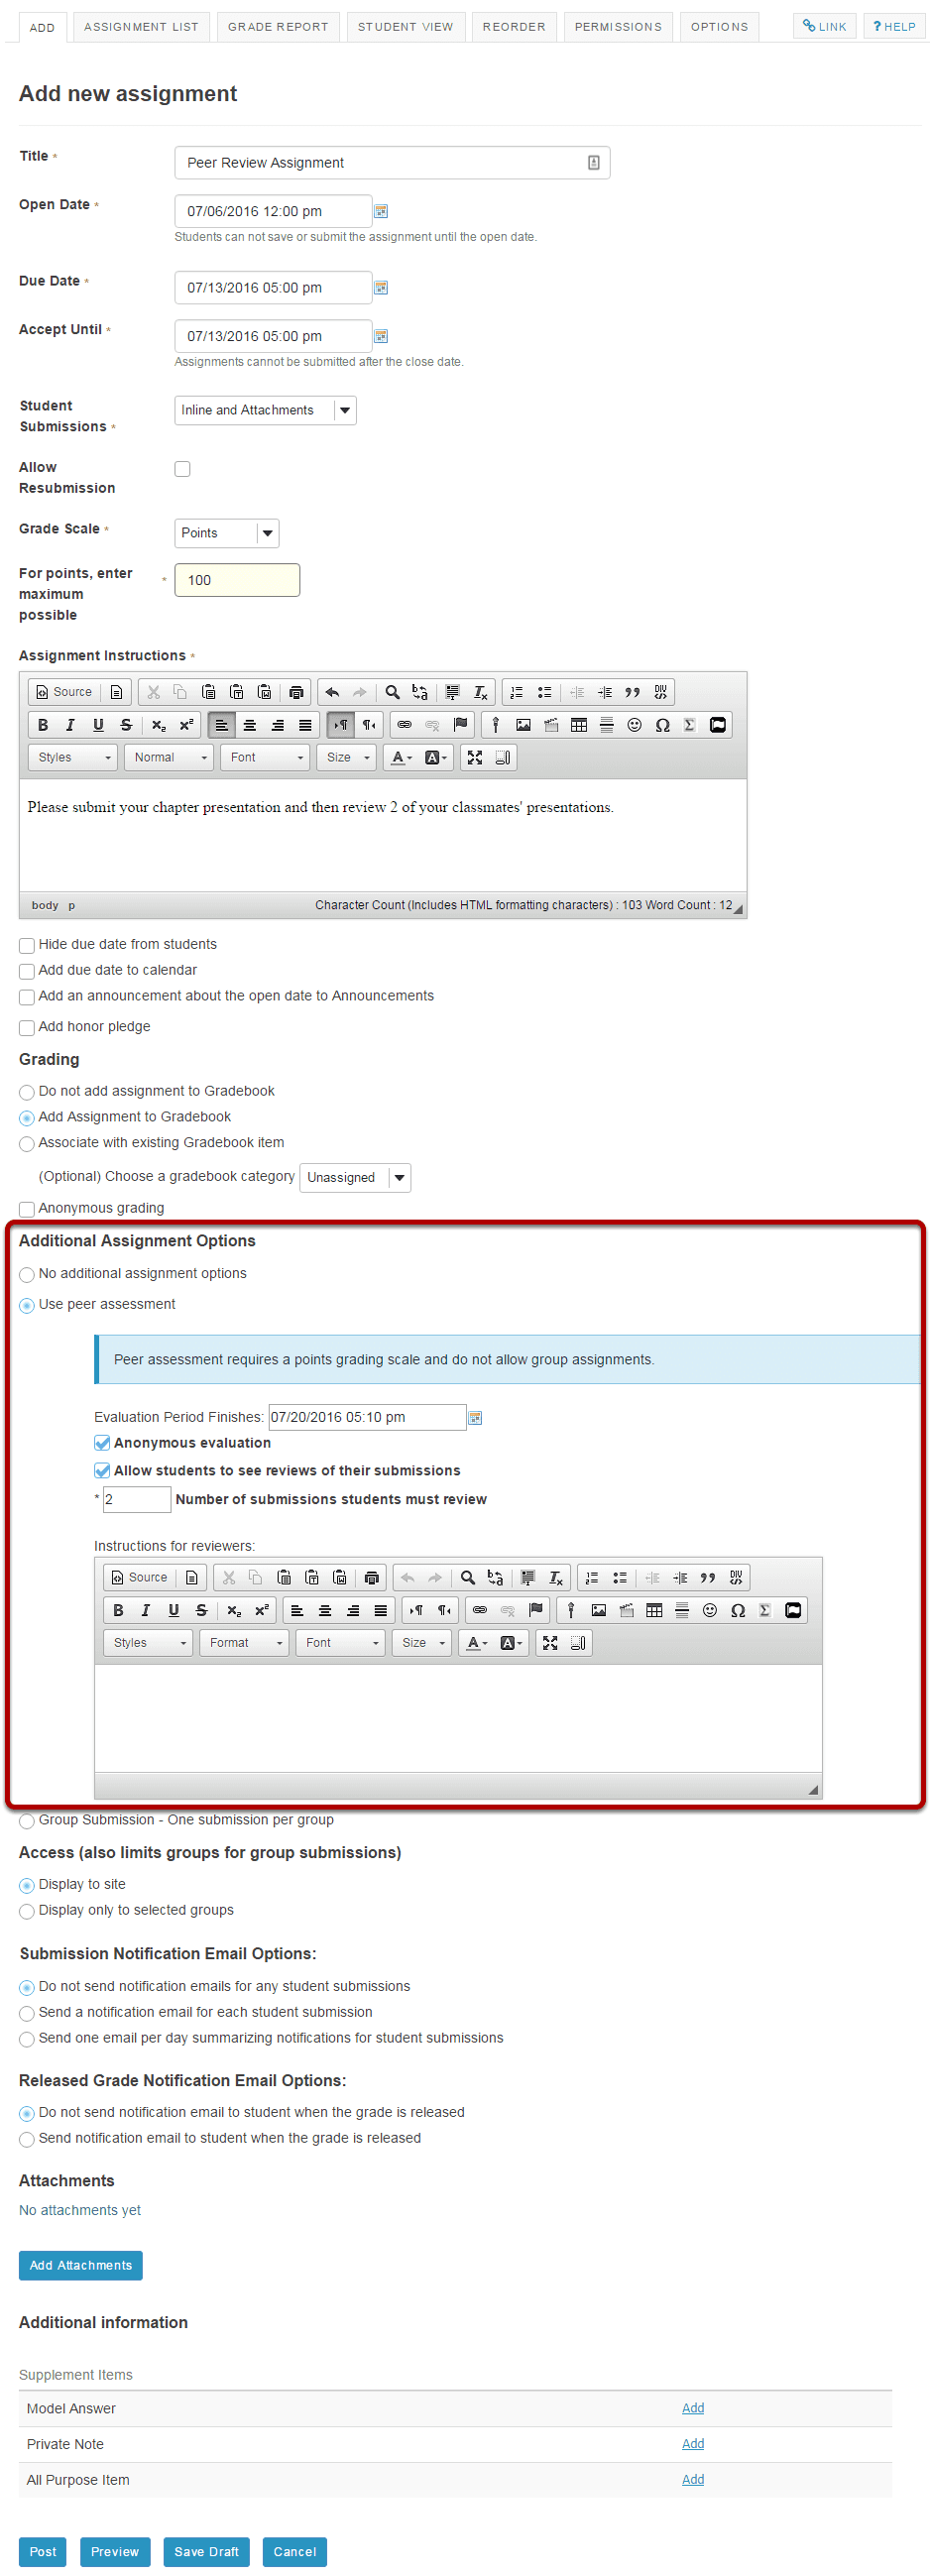 ADD ASSIGNMENT LIST GRADE REPORT STUDENT VIEW REORDER PERMISSIONS OPTIONS LINK ? HELP
Add new assignment
Title *
Peer Review Assignment
Open Date *
07/06/2016 12:00 pm
Students can not save or submit the assignment until the open date.
Due Date *
07/13/2016 05:00 pm
Accept Until *
07/13/2016 05:00 pm
Assignments cannot be submitted after the close date.
Student
Submissions *
Inline and Attachments
Allow
Resubmission
Grade Scale *
Points
For points, enter *
maximum
possible
100
Assignment Instructions *
Source
B I U S x₂ x²
Styles Normal Font Size A A
Please submit your chapter presentation and then review 2 of your classmates' presentations.
body p Character Count (Includes HTML formatting characters) : 103 Word Count : 12
Hide due date from students
Add due date to calendar
Add an announcement about the open date to Announcements
Add honor pledge
Grading
Do not add assignment to Gradebook
Add Assignment to Gradebook
Associate with existing Gradebook item
(Optional) Choose a gradebook category Unassigned
Anonymous grading
Additional Assignment Options
No additional assignment options
Use peer assessment
Peer assessment requires a points grading scale and do not allow group assignments.
Evaluation Period Finishes: 07/20/2016 05:10 pm
Anonymous evaluation
Allow students to see reviews of their submissions
* 2 Number of submissions students must review
Instructions for reviewers:
Source
B I U S x₂ x²
Styles Format Font Size A A
Group Submission - One submission per group
Access (also limits groups for group submissions)
Display to site
Display only to selected groups
Submission Notification Email Options:
Do not send notification emails for any student submissions
Send a notification email for each student submission
Send one email per day summarizing notifications for student submissions
Released Grade Notification Email Options:
Do not send notification email to student when the grade is released
Send notification email to student when the grade is released
Attachments
No attachments yet
Add Attachments
Additional information
Supplement Items
Model Answer Add
Private Note Add
All Purpose Item Add
Post Preview Save Draft Cancel